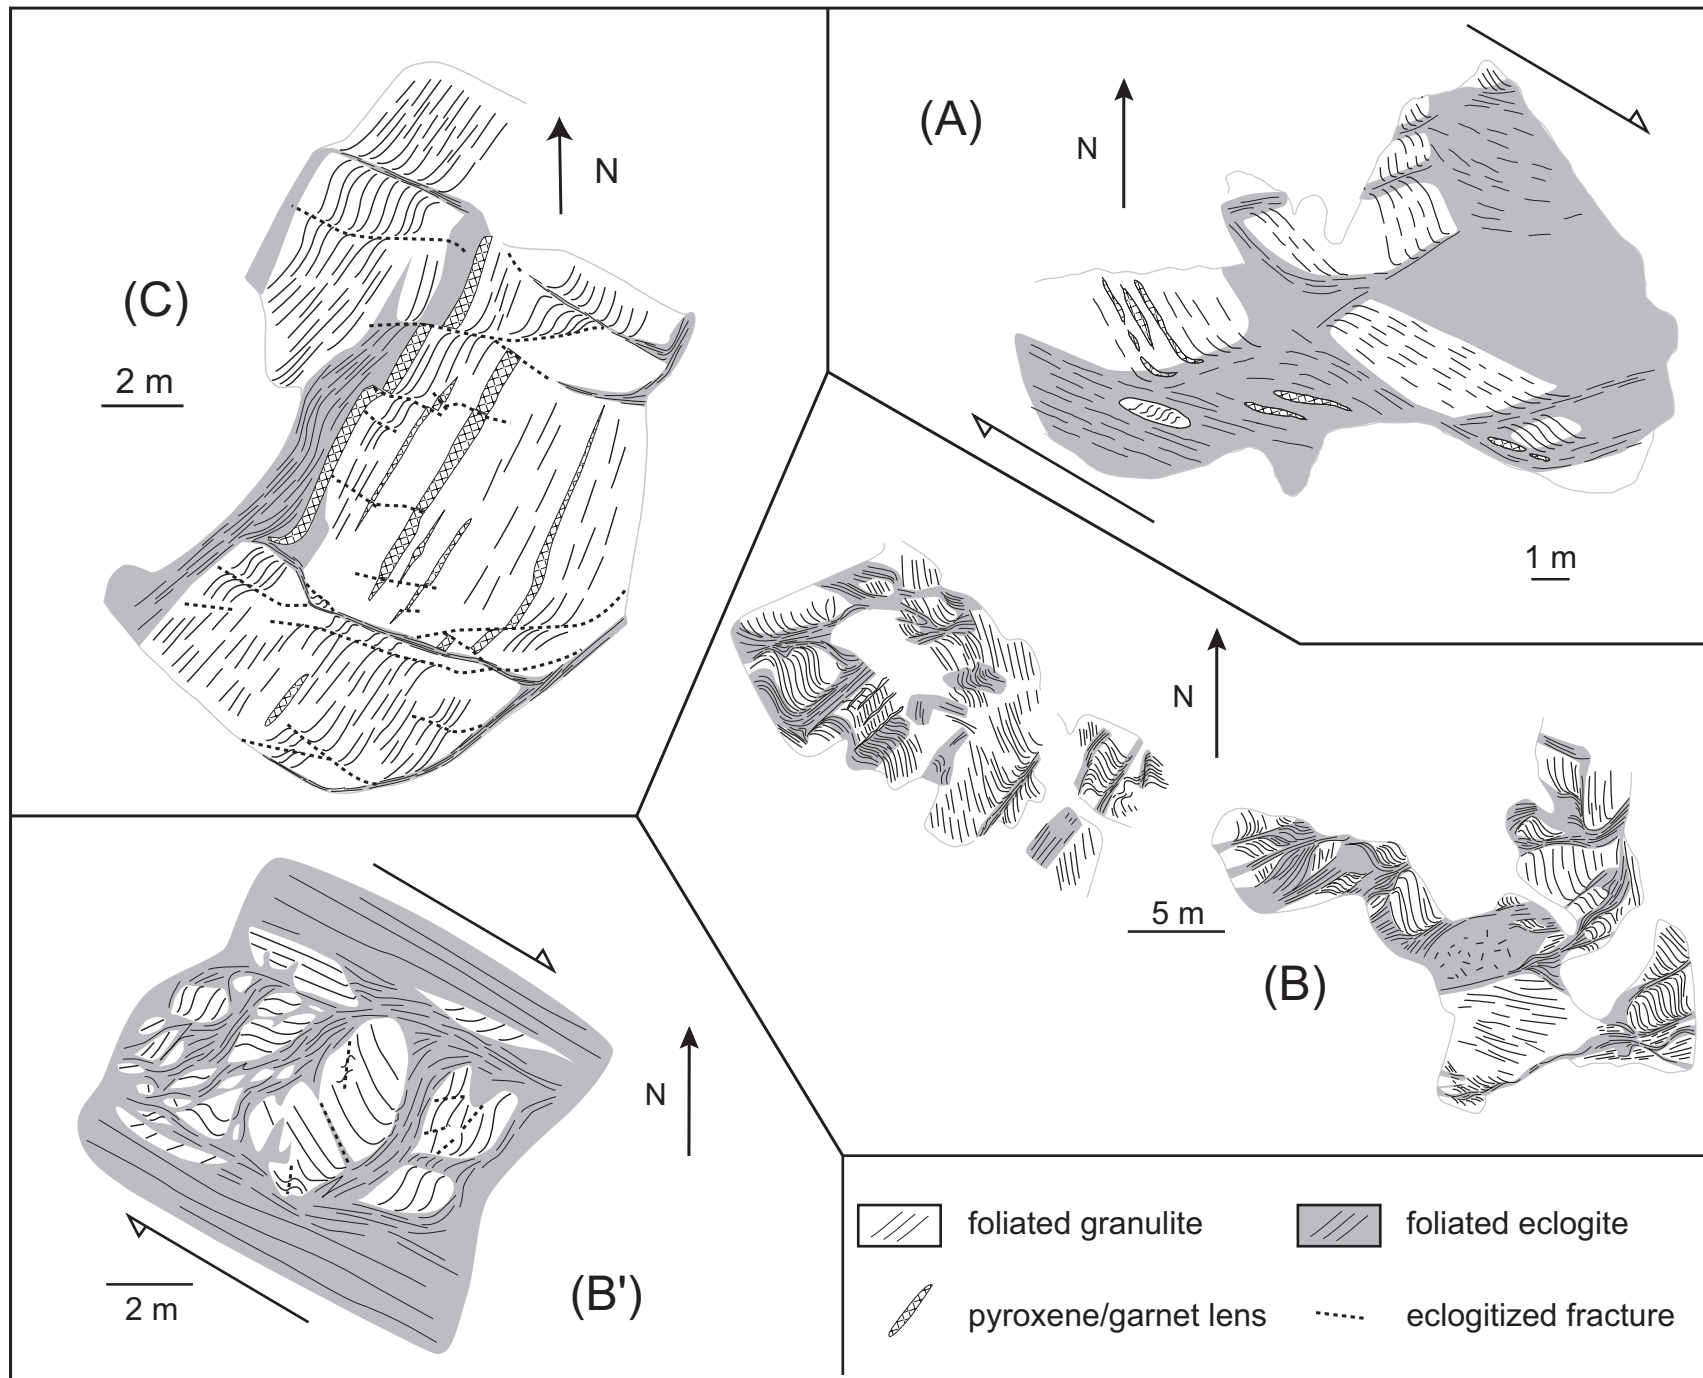 (A)
N
N
(C)
2 m
1 m
N
5 m
(B)
N
2 m
(B')
foliated granulite
foliated eclogite
pyroxene/garnet lens
eclogitized fracture